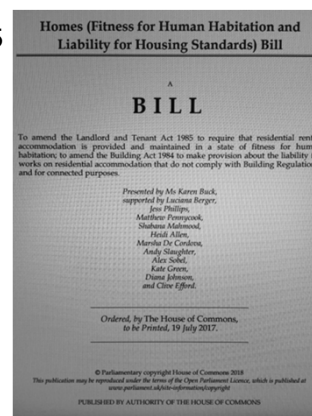 Homes (Fitness for Human Habitation and
Liability for Housing Standards) Bill
A
BILL
To amend the Landlord and Tenant Act 1985 to require that residential
accommodation is provided and maintained in a state of fitness for
habitation; to amend the Building Act 1984 to make provision about the liability
works on residential accommodation that do not comply with Building
and for connected purposes.
Presented by Ms Karen Buck,
supported by Luciana Berger,
Jess Phillips,
Matthew Pennycook,
Shabana Mahmood,
Heidi Allen,
Marsha De Cordova,
Andy Slaughter,
Alex Sobel,
Kate Green,
Diana Johnson,
and Clive Efford.
Ordered, by The House of Commons,
to be Printed, 19 July 2017.
© Parliamentary copyright House of Commons 2018
This publication may be reproduced under the terms of the Open Parliament Licence, which is published at
www.parliament.uk/site-information/copyright
PUBLISHED BY AUTHORITY OF THE HOUSE OF COMMONS